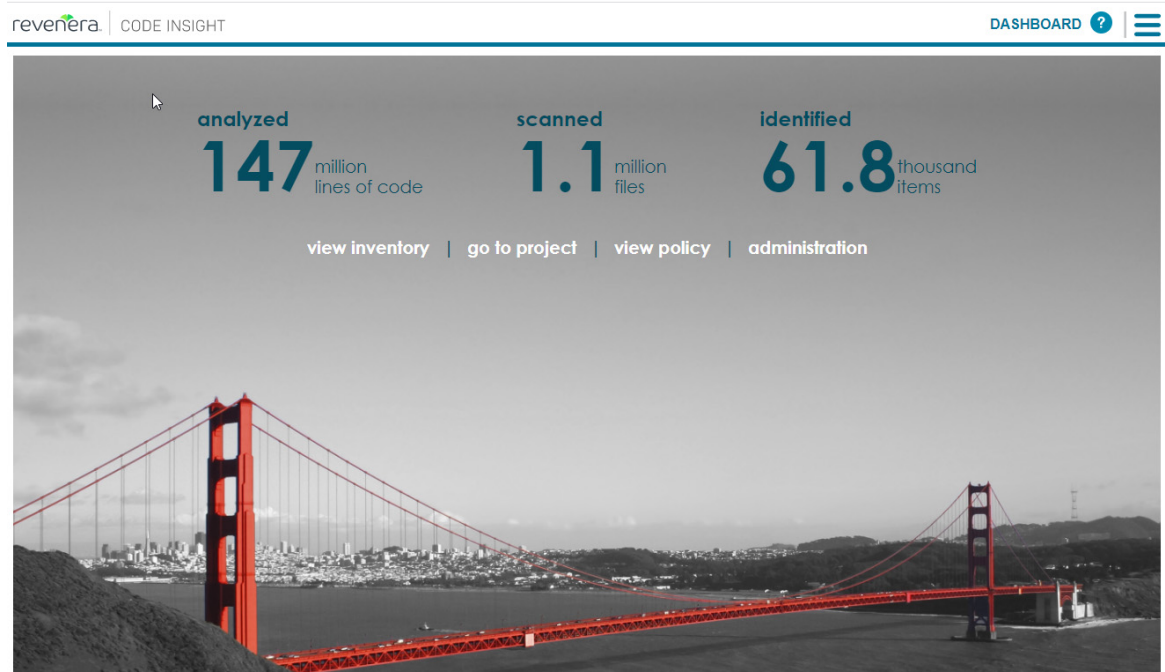 revenera. | CODE INSIGHT
DASHBOARD ?
analyzed
147 million lines of code
scanned
1.1 million files
identified
61.8 thousand items
view inventory | go to project | view policy | administration